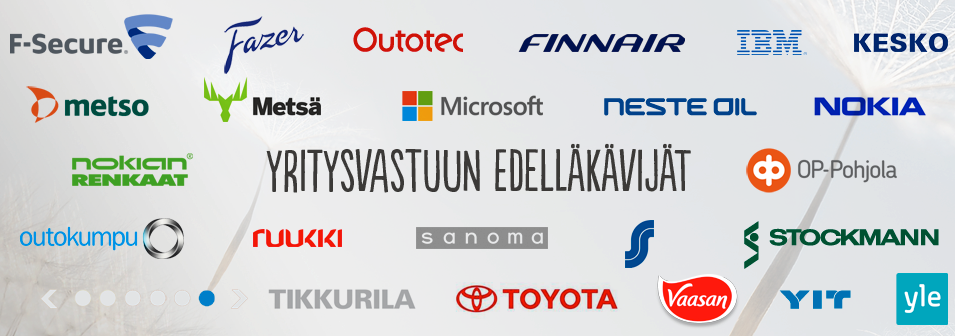 F-Secure® Fazer Outotec FINNAIR IBM® KESKO
metso Metsä Microsoft NESTE OIL NOKIA
nokian® YRITYSVASTUUN EDELLÄKÄVIJÄT OP-Pohjola
RENKAAT
outokumpu RUUKKI sanoma S STOCKMANN
TIKKURILA TOYOTA Vaasan YIT yle